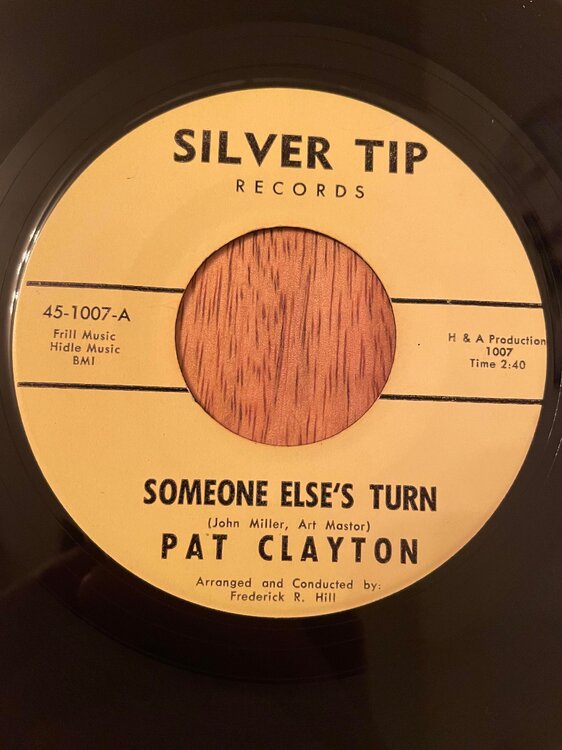 SILVER TIP
RECORDS
45-1007-A
Frill Music
Hidle Music
BMI
H & A Production
1007
Time 2:40
SOMEONE ELSE'S TURN
(John Miller, Art Mastor)
PAT CLAYTON
Arranged and Conducted by:
Frederick R. Hill